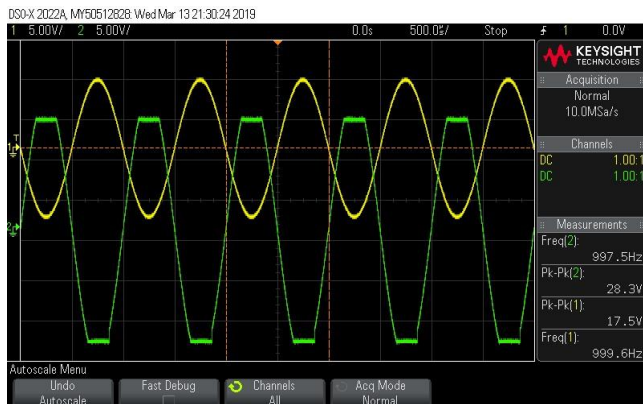 DSO-X 2022A, MY50512828: Wed Mar 13 21:30:24 2019
1 5.00V/ 2 5.00V/ 0.0s 500.0µs/ Stop 1 0.0V
KEYSIGHT
TECHNOLOGIES
Acquisition
Normal
10.0MSa/s
Channels
DC 1.00:1
DC 1.00:1
Measurements
Freq(2):
997.5Hz
Pk-Pk(2):
28.3V
Pk-Pk(1):
17.5V
Freq(1):
999.6Hz
T
1
2
Autoscale Menu
Undo
Autoscale
Fast Debug
Channels
All
Acq Mode
Normal